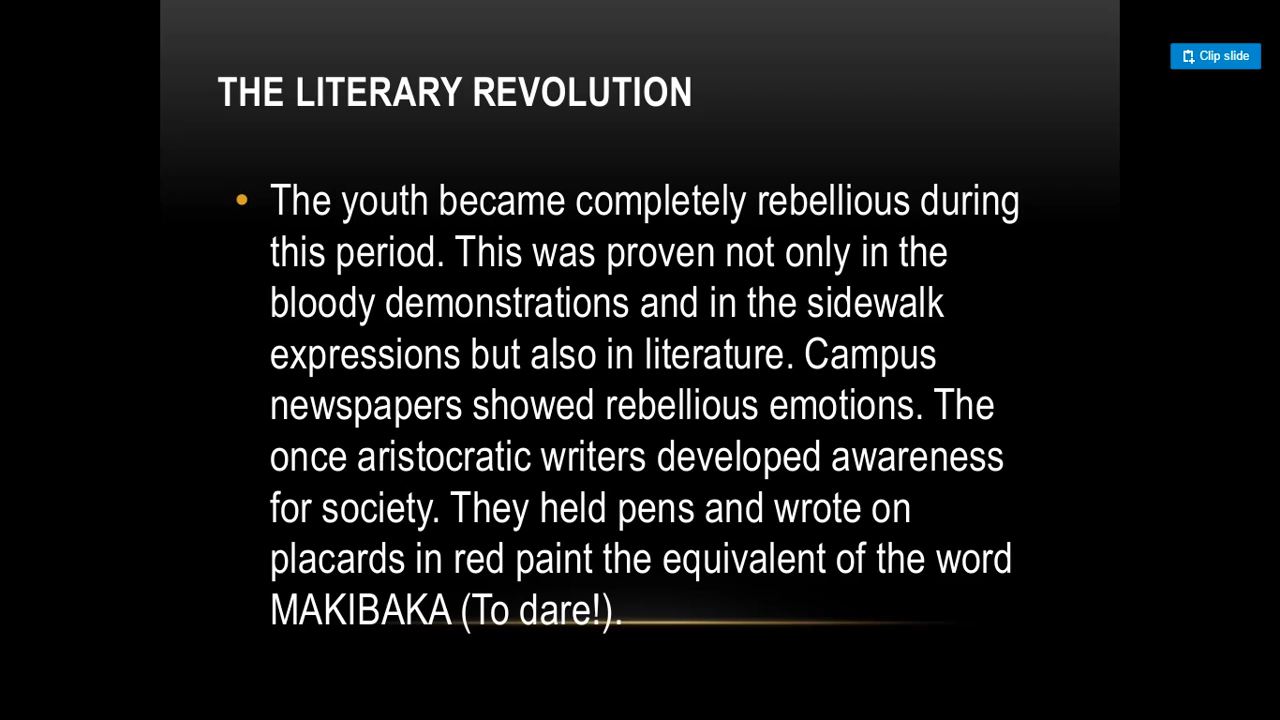 Clip slide
THE LITERARY REVOLUTION
• The youth became completely rebellious during
this period. This was proven not only in the
bloody demonstrations and in the sidewalk
expressions but also in literature. Campus
newspapers showed rebellious emotions. The
once aristocratic writers developed awareness
for society. They held pens and wrote on
placards in red paint the equivalent of the word
MAKIBAKA (To dare!).